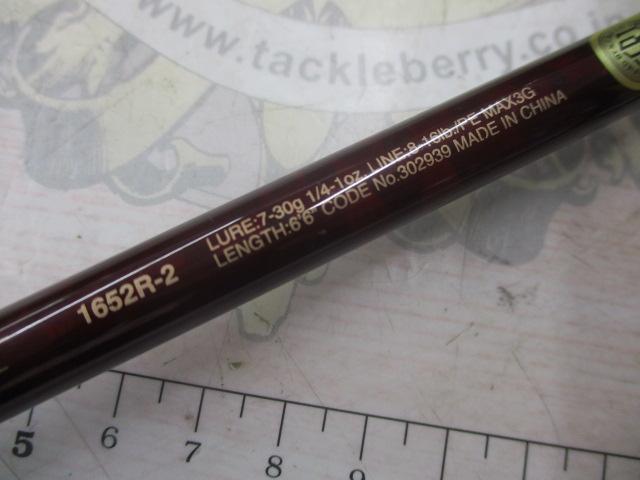 www.tackleberry.co.j
1652R-2
LURE:7-30g 1/4-1oz. LINE:8-16lb./PE MAX3G
LENGTH:6'6" CODE No.302939 MADE IN CHINA
5 6 7 8 9